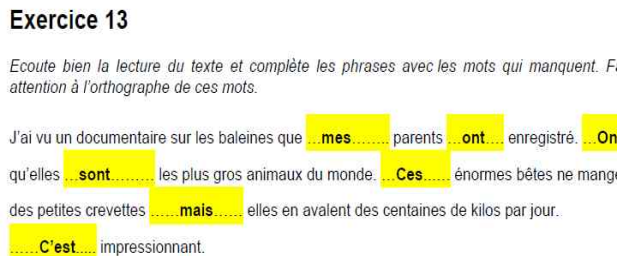 Exercice 13
Ecoute bien la lecture du texte et complète les phrases avec les mots qui manquent. Fa
attention à l'orthographe de ces mots.
J'ai vu un documentaire sur les baleines que ...mes........ parents ...ont.... enregistré. ...On
qu'elles ...sont......... les plus gros animaux du monde. ...Ces...... énormes bêtes ne mange
des petites crevettes ......mais...... elles en avalent des centaines de kilos par jour.
......C'est..... impressionnant.